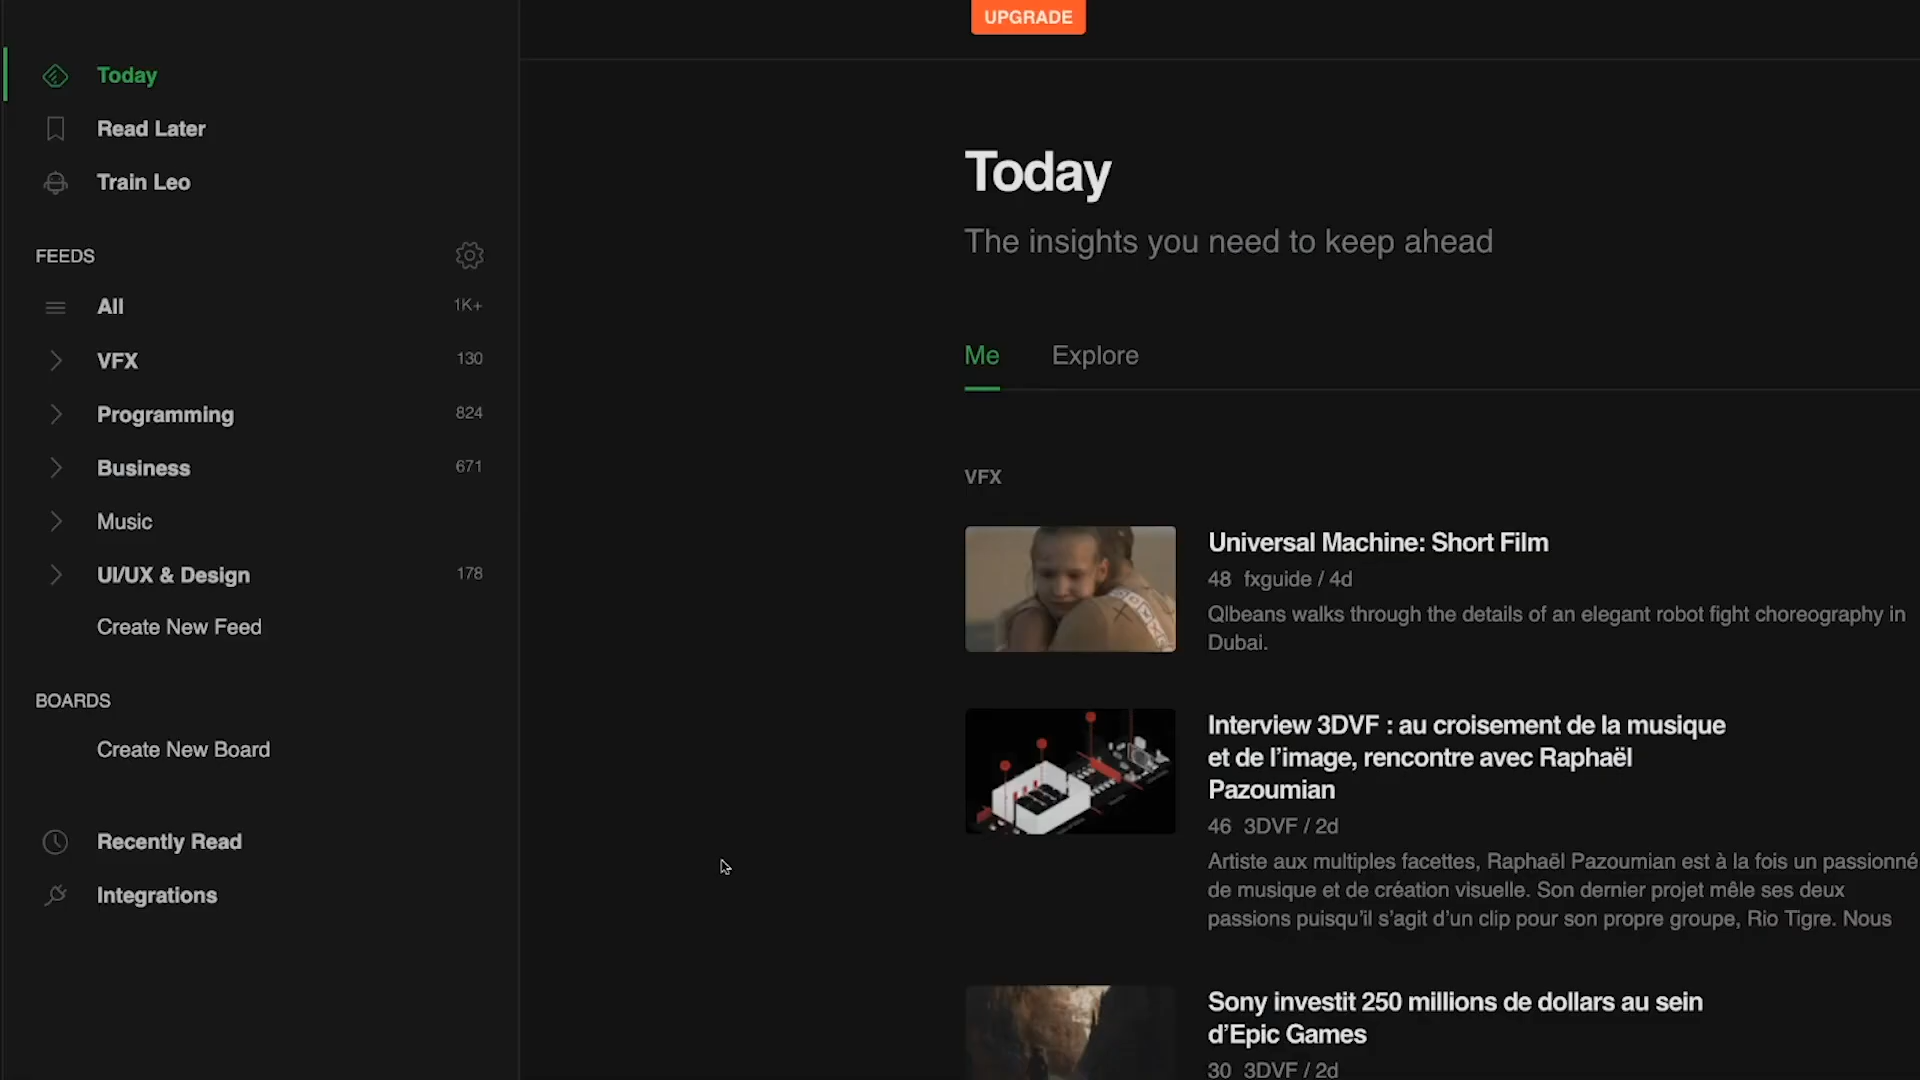 UPGRADE
Today
Read Later
Train Leo
FEEDS
All 1K+
VFX 130
Programming 824
Business 671
Music
UI/UX & Design 178
Create New Feed
BOARDS
Create New Board
Recently Read
Integrations
Today
The insights you need to keep ahead
Me Explore
VFX
Universal Machine: Short Film
48 fxguide / 4d
Qlbeans walks through the details of an elegant robot fight choreography in
Dubai.
Interview 3DVF : au croisement de la musique
et de l’image, rencontre avec Raphaël
Pazoumian
46 3DVF / 2d
Artiste aux multiples facettes, Raphaël Pazoumian est à la fois un passionné
de musique et de création visuelle. Son dernier projet mêle ses deux
passions puisqu’il s’agit d’un clip pour son propre groupe, Rio Tigre. Nous
Sony investit 250 millions de dollars au sein
d’Epic Games
30 3DVF / 2d